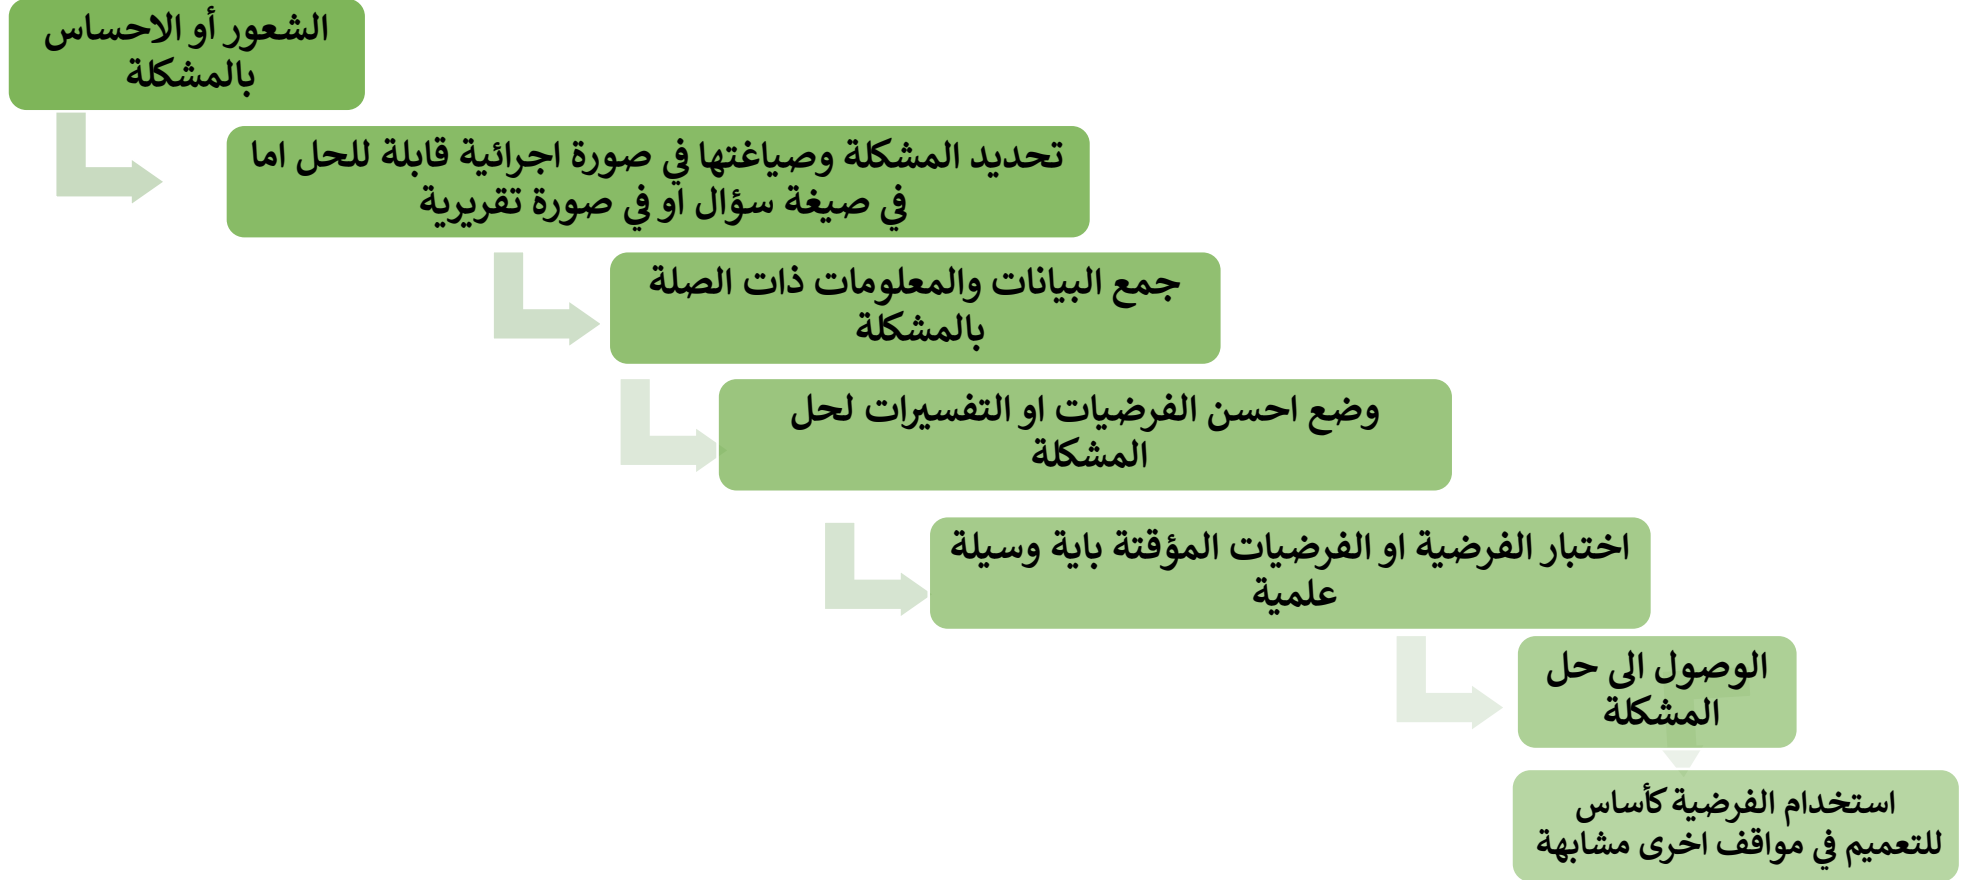 الشعور أو الاحساس
بالمشكلة
تحديد المشكلة وصياغتها في صورة اجرائية قابلة للحل اما
في صيغة سؤال او في صورة تقريرية
جمع البيانات والمعلومات ذات الصلة
بالمشكلة
وضع احسن الفرضيات او التفسيرات لحل
المشكلة
اختبار الفرضية او الفرضيات المؤقتة باية وسيلة
علمية
الوصول الى حل
المشكلة
استخدام الفرضية كأساس
للتعميم في مواقف اخرى مشابهة